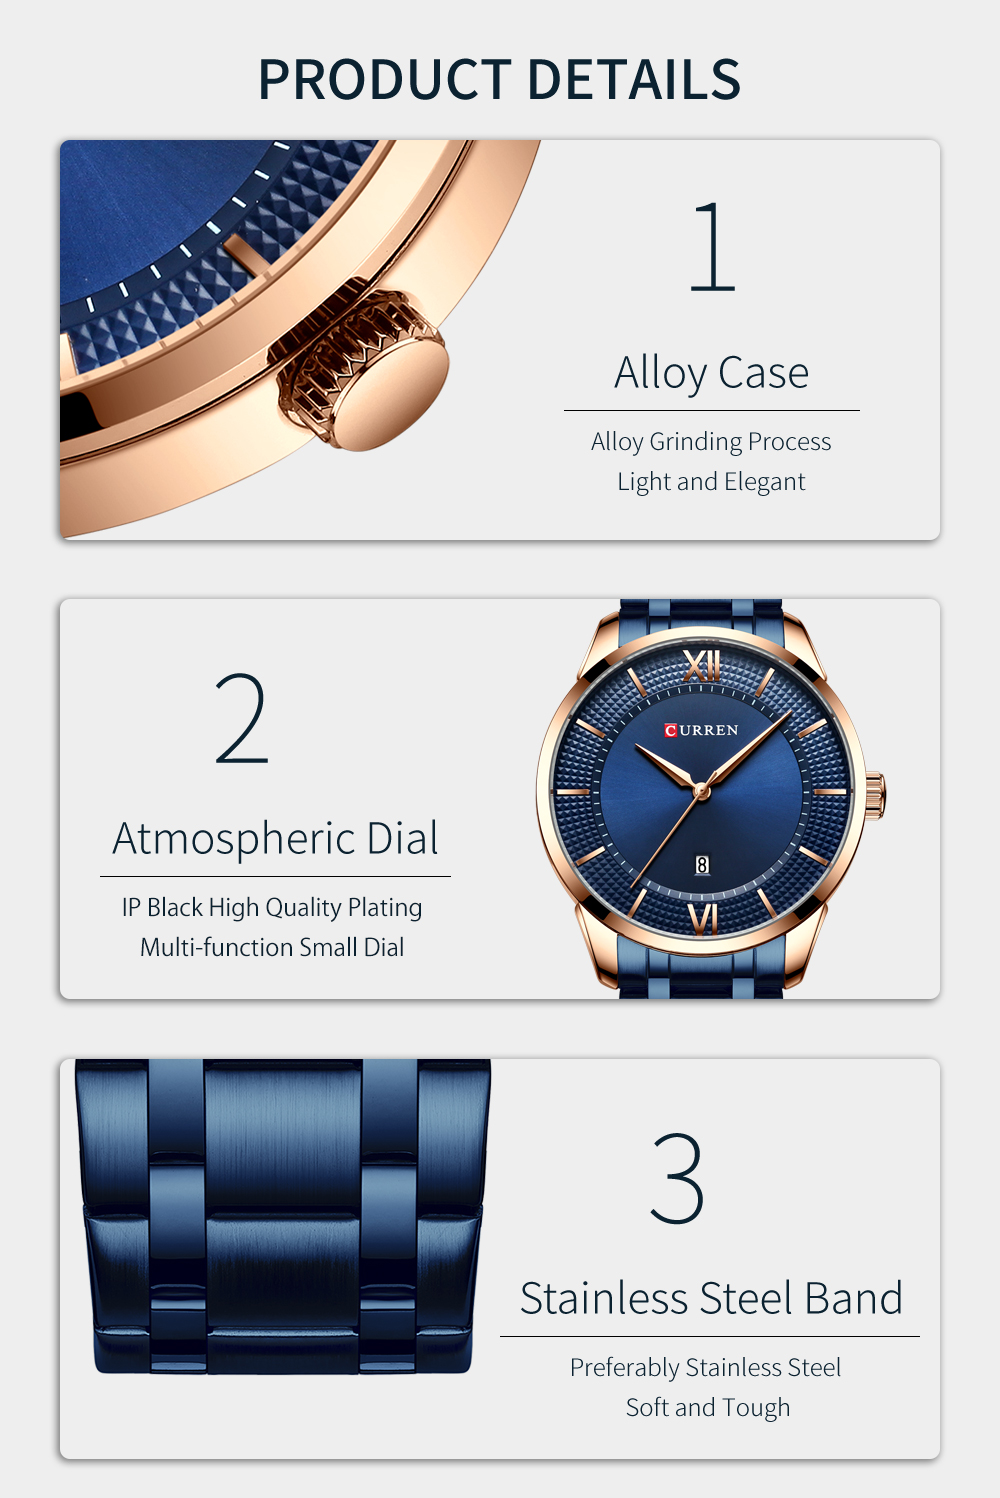 PRODUCT DETAILS
1
Alloy Case
Alloy Grinding Process
Light and Elegant
2
Atmospheric Dial
IP Black High Quality Plating
Multi-function Small Dial
XII
CURREN
8
VI
3
Stainless Steel Band
Preferably Stainless Steel
Soft and Tough